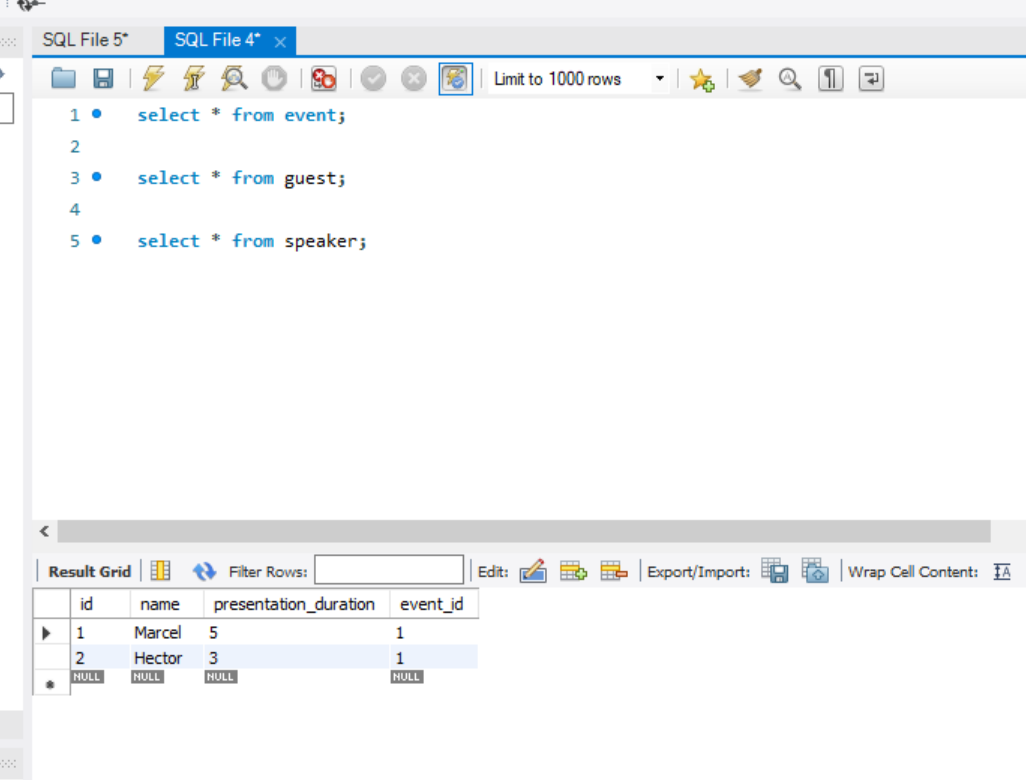 SQL File 5* SQL File 4*
Limit to 1000 rows
1 select * from event;
2
3 select * from guest;
4
5 select * from speaker;
Result Grid Filter Rows: Edit: Export/Import: Wrap Cell Content:
id name presentation_duration event_id
1 Marcel 5 1
2 Hector 3 1
NULL NULL NULL NULL